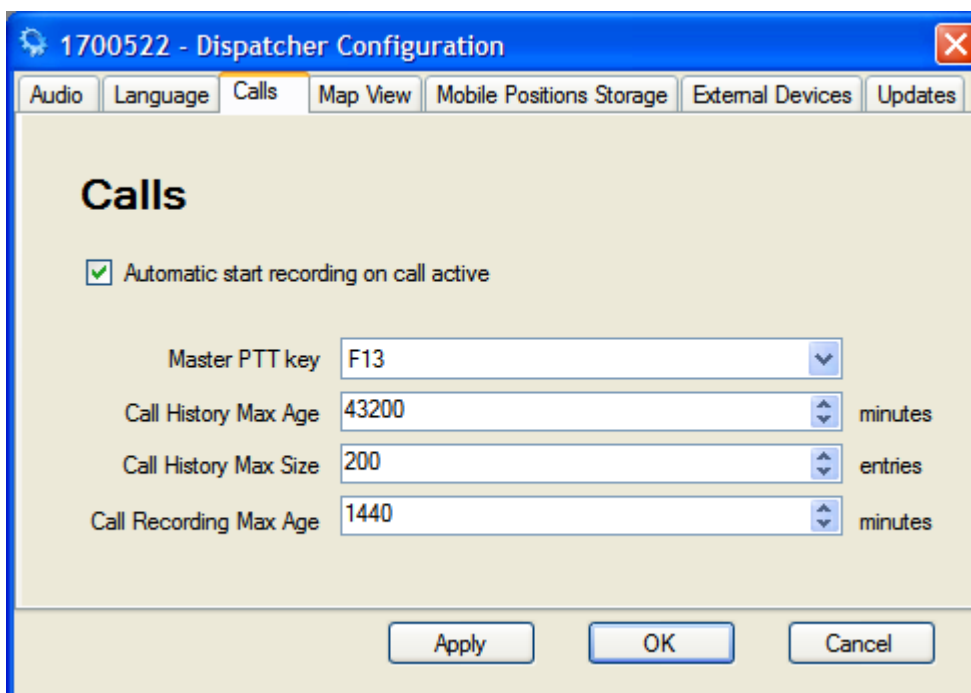 1700522 - Dispatcher Configuration
Audio Language Calls Map View Mobile Positions Storage External Devices Updates
Calls
Automatic start recording on call active
Master PTT key F13
Call History Max Age 43200 minutes
Call History Max Size 200 entries
Call Recording Max Age 1440 minutes
Apply OK Cancel